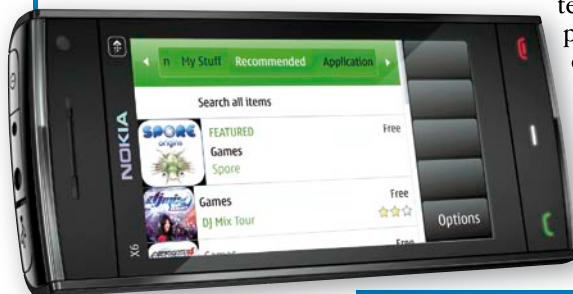 te
p
NOKIA
X6
n My Stuff Recommended Application
Search all items
SPORE
origins
FEATURED Free
Games
Spore
Games Free
DJ Mix Tour
Options